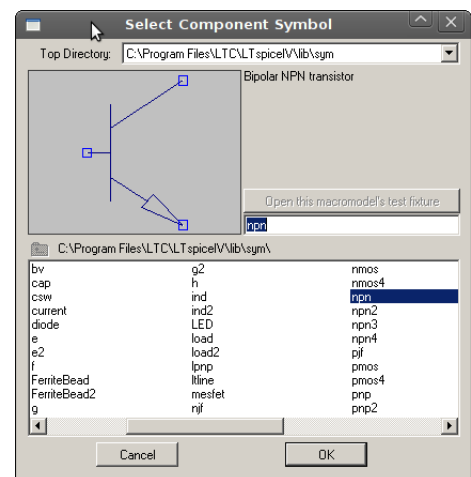 Select Component Symbol
Top Directory: C:\Program Files\LTC\LTspiceIV\lib\sym
Bipolar NPN transistor
Open this macromodel's test fixture
npn
C:\Program Files\LTC\LTspiceIV\lib\sym\
bv g2 nmos
cap h nmos4
csw ind npn
current ind2 npn2
diode LED npn3
e load npn4
e2 load2 pjf
f lpnp pmos
FerriteBead ltline pmos4
FerriteBead2 mesfet pnp
g njf pnp2
Cancel OK